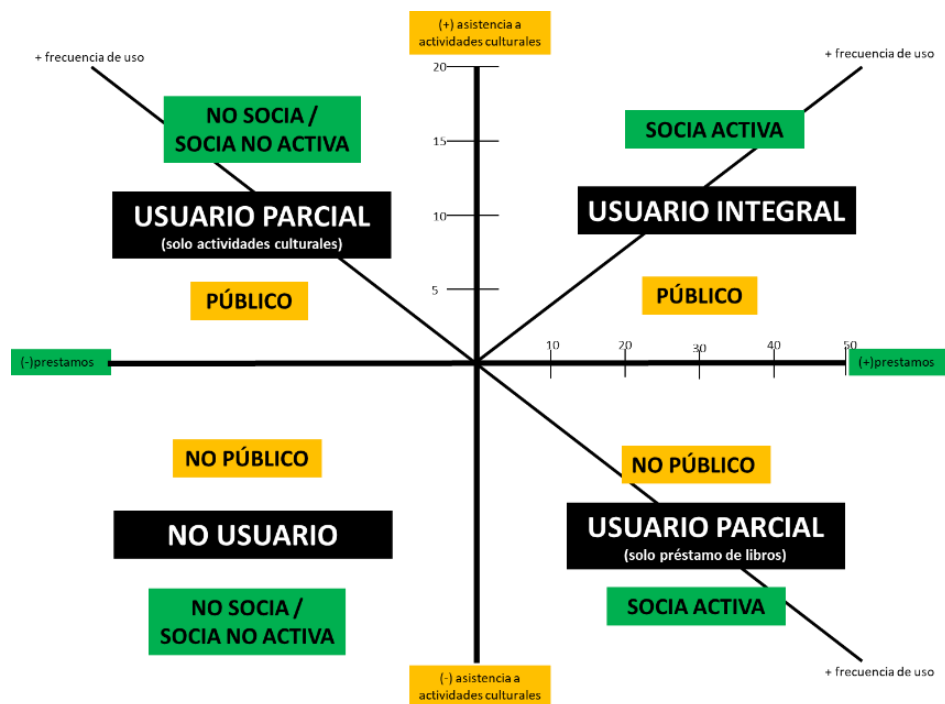 (+) asistencia a
actividades culturales
+ frecuencia de uso
+ frecuencia de uso
20
NO SOCIA /
SOCIA NO ACTIVA
SOCIA ACTIVA
15
USUARIO PARCIAL
(solo actividades culturales)
10
USUARIO INTEGRAL
PÚBLICO
5
PÚBLICO
(-)prestamos
10
20
30
40
50
(+)prestamos
NO PÚBLICO
NO PÚBLICO
NO USUARIO
USUARIO PARCIAL
(solo préstamo de libros)
NO SOCIA /
SOCIA NO ACTIVA
SOCIA ACTIVA
(-) asistencia a
actividades culturales
+ frecuencia de uso